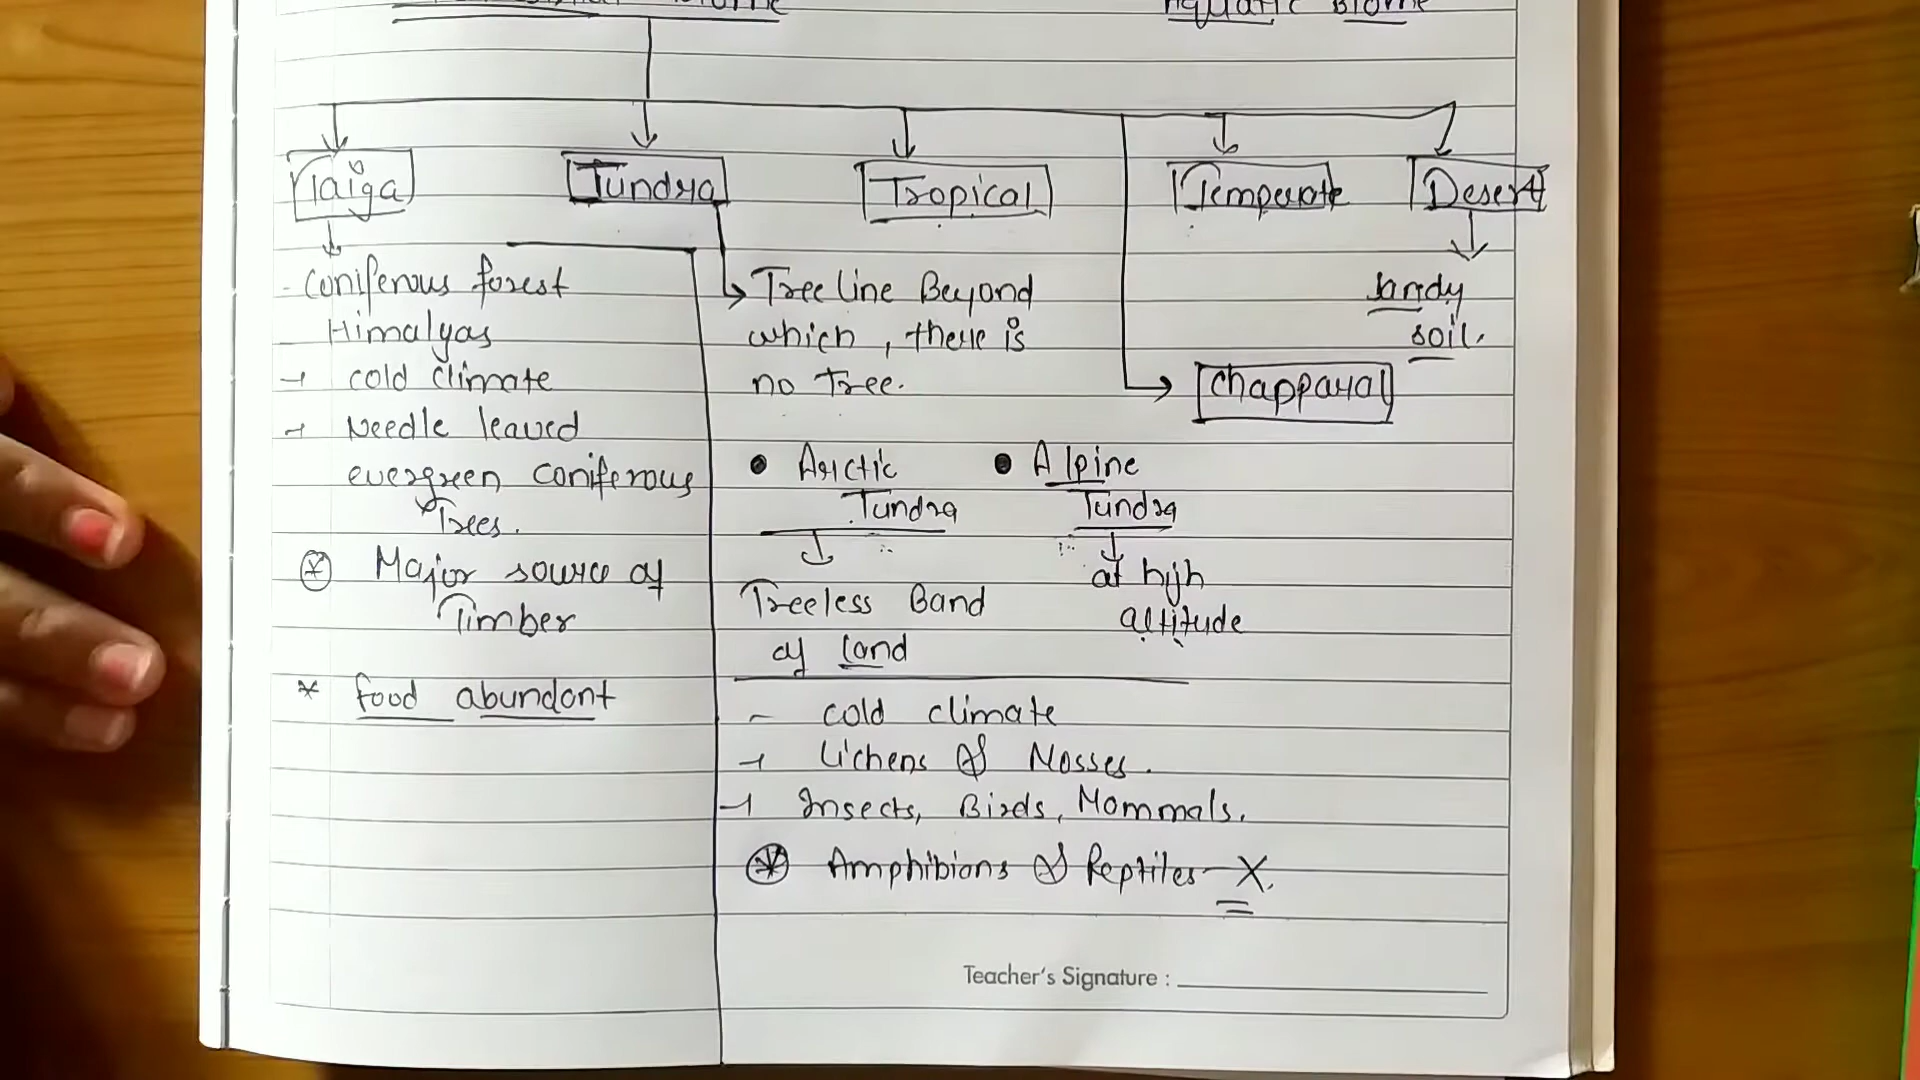 Aquatic Biome
Taiga
Tundra
Tropical
Temperate
Desert
- Coniferous forest
Himalyas
cold climate
Needle leaved
evergreen coniferous
Trees.
Major source of
Timber
* food abundant
Tree line Beyond
which, there is
no Tree.
sandy
soil.
Chapparal
• Arctic
Tundra
• Alpine
Tundra
Treeless Band
of land
at high
altitude
- cold climate
Lichens & Mosses.
Insects, Birds, Mammals.
Amphibians & Reptiles - X.
Teacher's Signature :